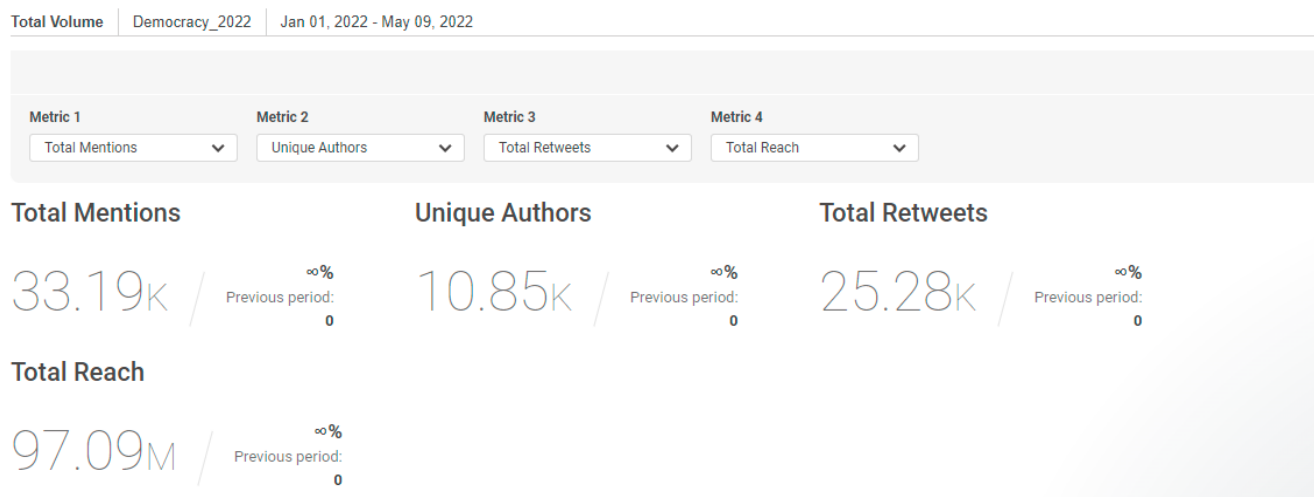 Total Volume Democracy_2022 Jan 01, 2022 - May 09, 2022
Metric 1 Metric 2 Metric 3 Metric 4
Total Mentions Unique Authors Total Retweets Total Reach
Total Mentions Unique Authors Total Retweets
33.19K ∞% Previous period: 0 10.85K ∞% Previous period: 0 25.28K ∞% Previous period: 0
Total Reach
97.09M ∞% Previous period: 0